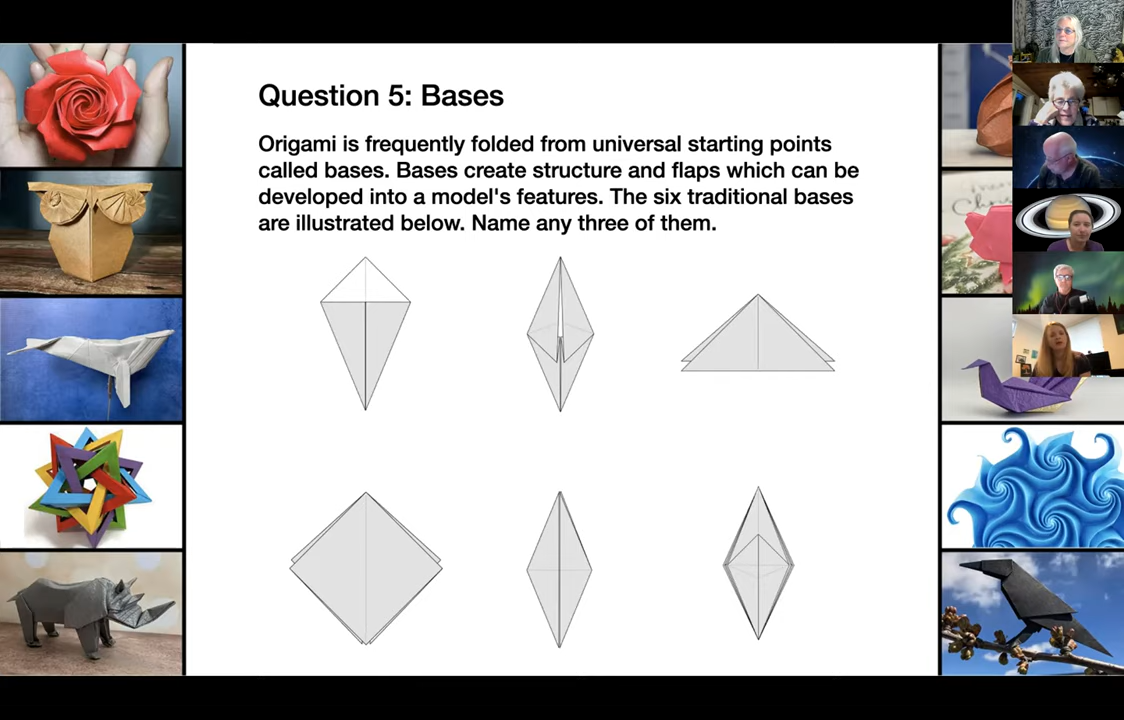 Question 5: Bases
Origami is frequently folded from universal starting points
called bases. Bases create structure and flaps which can be
developed into a model's features. The six traditional bases
are illustrated below. Name any three of them.